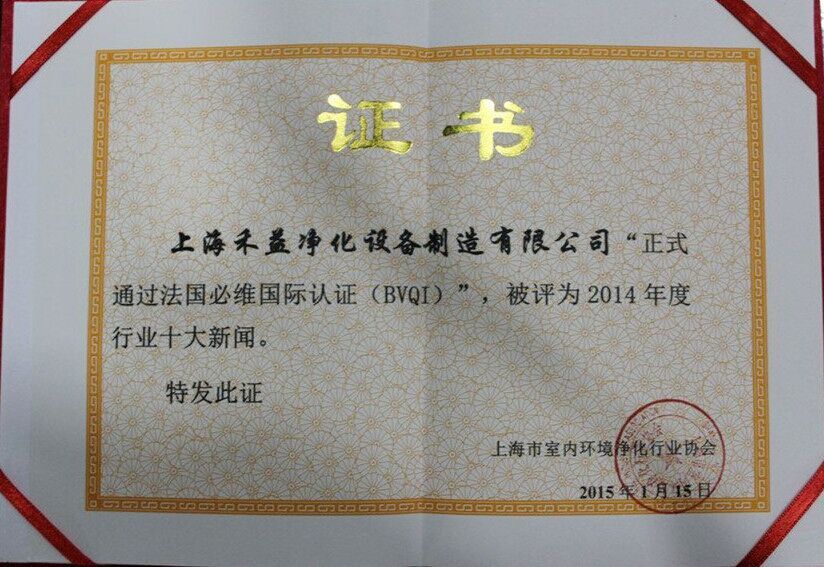 证书
上海禾益净化设备制造有限公司“正式
通过法国必维国际认证（BVQI）”，被评为2014年度
行业十大新闻。
特发此证
上海市室内环境净化行业协会
2015年1月15日